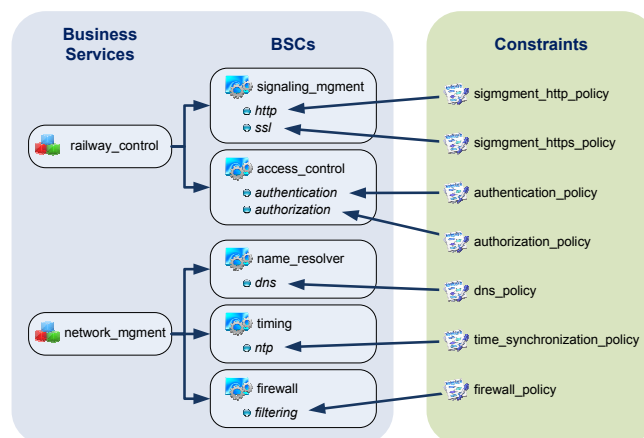 Business
Services
BSCs
Constraints
signaling_mgment
http
ssl
sigmgment_http_policy
sigmgment_https_policy
railway_control
access_control
authentication
authorization
authentication_policy
authorization_policy
name_resolver
dns
dns_policy
network_mgment
timing
ntp
time_synchronization_policy
firewall
filtering
firewall_policy